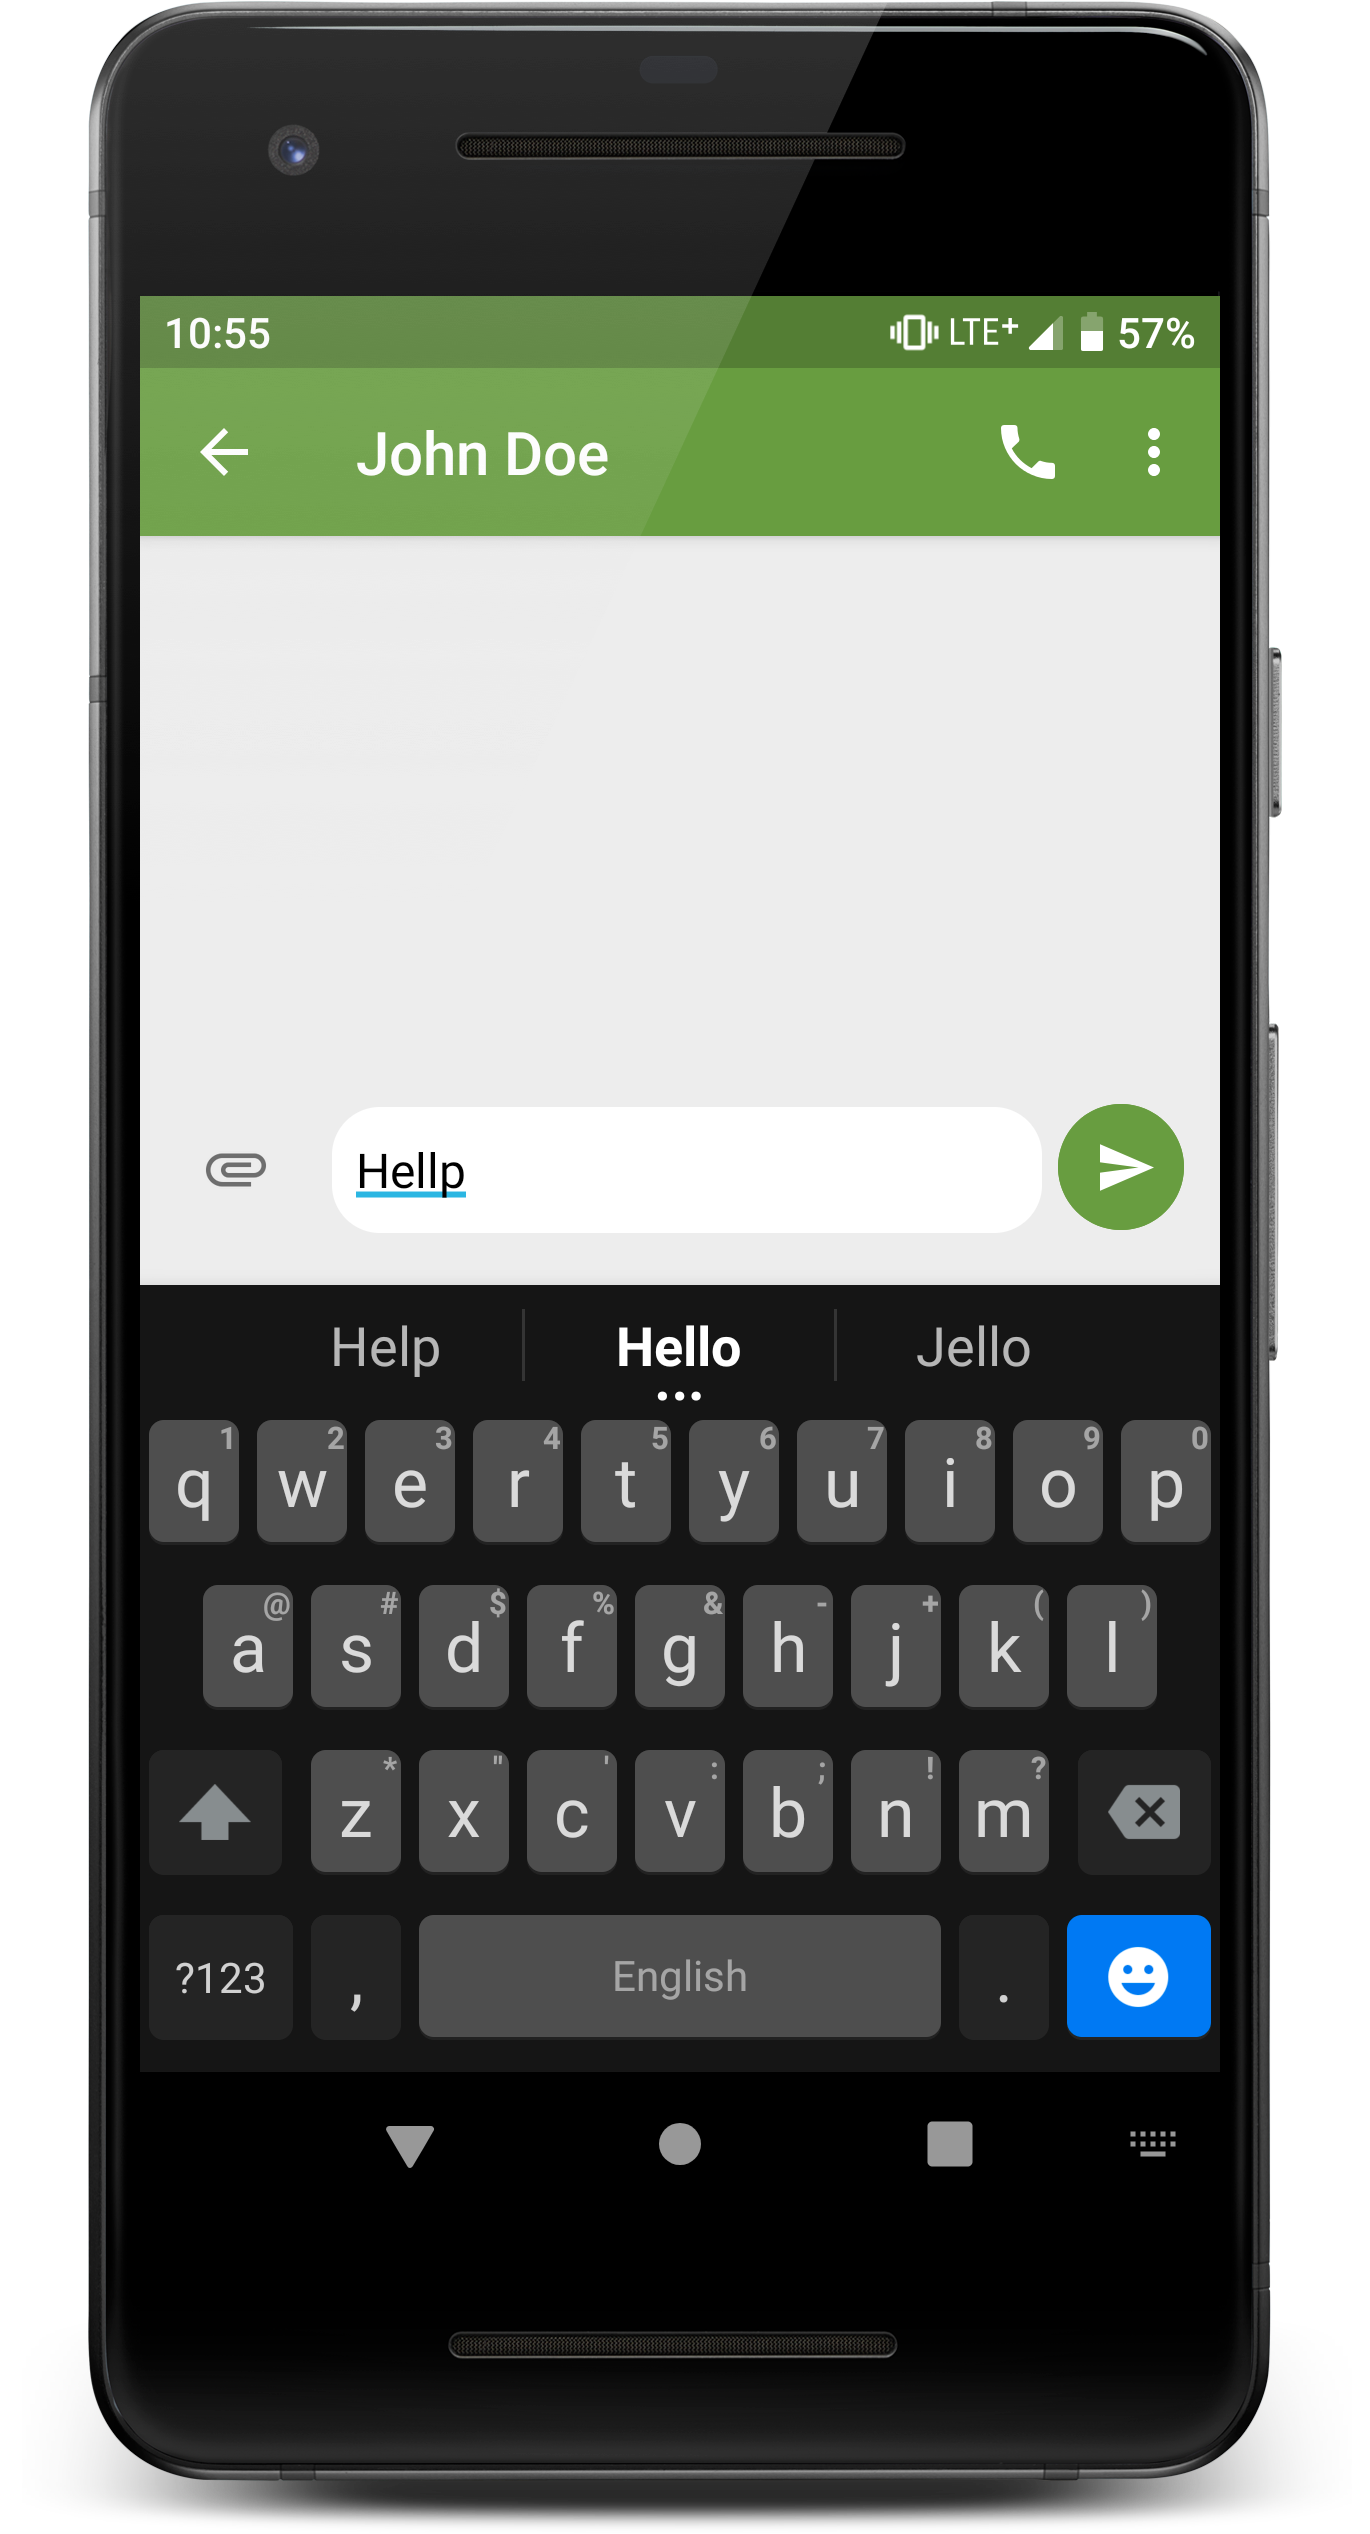 10:55 LTE+ 57%
John Doe
Hellp
Help Hello Jello
1 2 3 4 5 6 7 8 9 0
q w e r t y u i o p
@ # $ % & - + ( )
a s d f g h j k l
* " ' : ; ! ?
z x c v b n m
?123 , English .